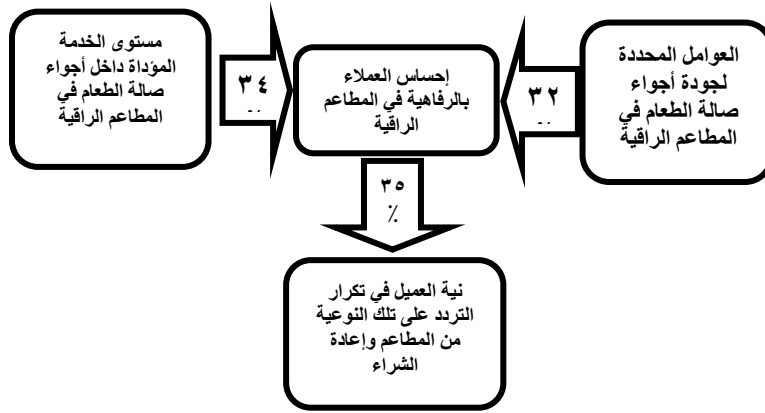 العوامل المحددة
لجودة أجواء
صالة الطعام في
المطاعم الراقية
٣٢
٪
إحساس العملاء
بالرفاهية في المطاعم
الراقية
٣٤
٪
مستوى الخدمة
المؤداة داخل أجواء
صالة الطعام في
المطاعم الراقية
٣٥
٪
نية العميل في تكرار
التردد على تلك النوعية
من المطاعم وإعادة
الشراء